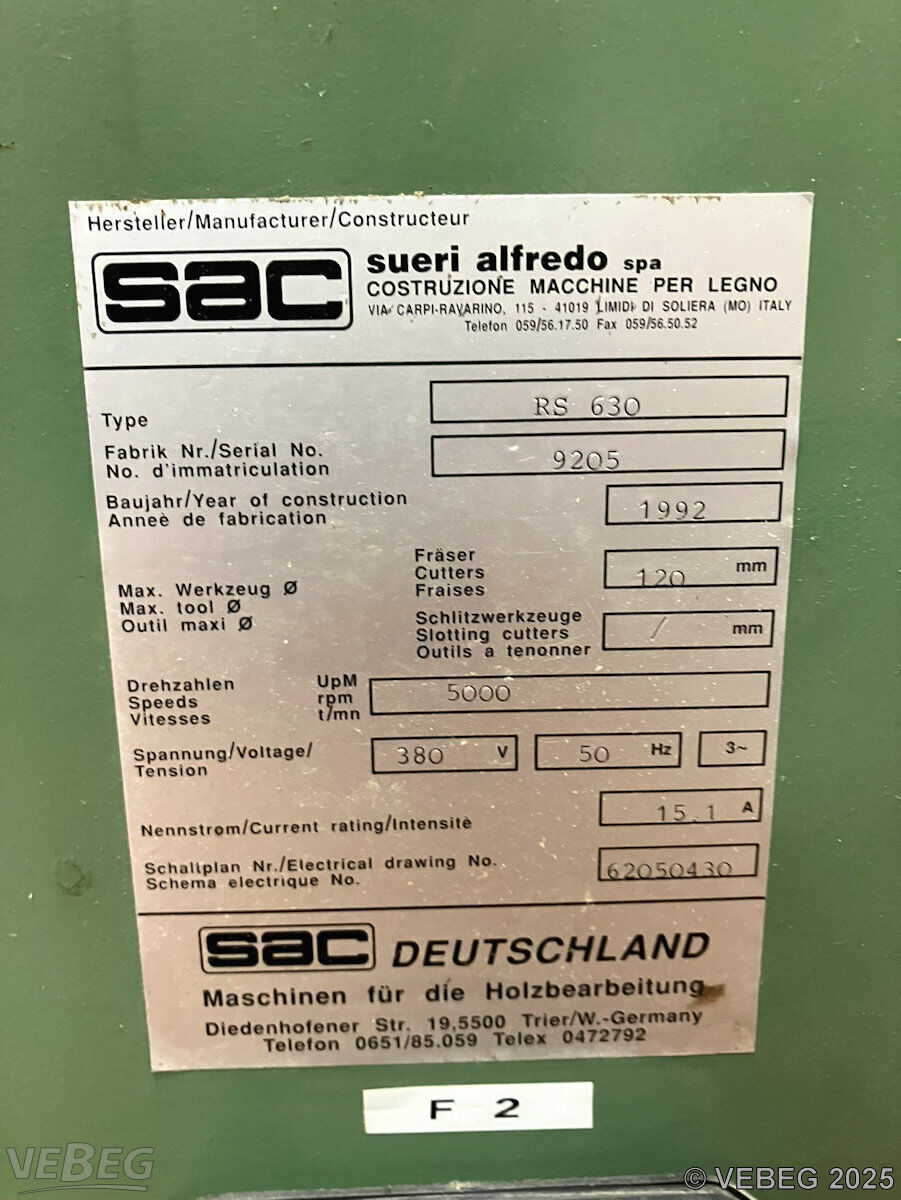 Hersteller/Manufacturer/Constructeur
sac
sueri alfredo spa
COSTRUZIONE MACCHINE PER LEGNO
VIA CARPI-RAVARINO, 115 - 41019 LIMIDI DI SOLIERA (MO) ITALY
Telefon 059/56.17.50 Fax 059/56.50.52
Type RS 630
Fabrik Nr./Serial No.
No. d'immatriculation 9205
Baujahr/Year of construction
Anneè de fabrication 1992
Max. Werkzeug Ø
Max. tool Ø
Outil maxi Ø
Fräser
Cutters
Fraises
120 mm
Schlitzwerkzeuge
Slotting cutters
Outils a tenonner
/ mm
Drehzahlen UpM
Speeds rpm
Vitesses t/mn
5000
Spannung/Voltage/
Tension
380 V 50 Hz 3~
Nennstrom/Current rating/Intensitè 15.1 A
Schaltplan Nr./Electrical drawing No.
Schema electrique No. 62050430
sac DEUTSCHLAND
Maschinen für die Holzbearbeitung
Diedenhofener Str. 19,5500 Trier/W.-Germany
Telefon 0651/85.059 Telex 0472792
F 2
VEBEG
© VEBEG 2025